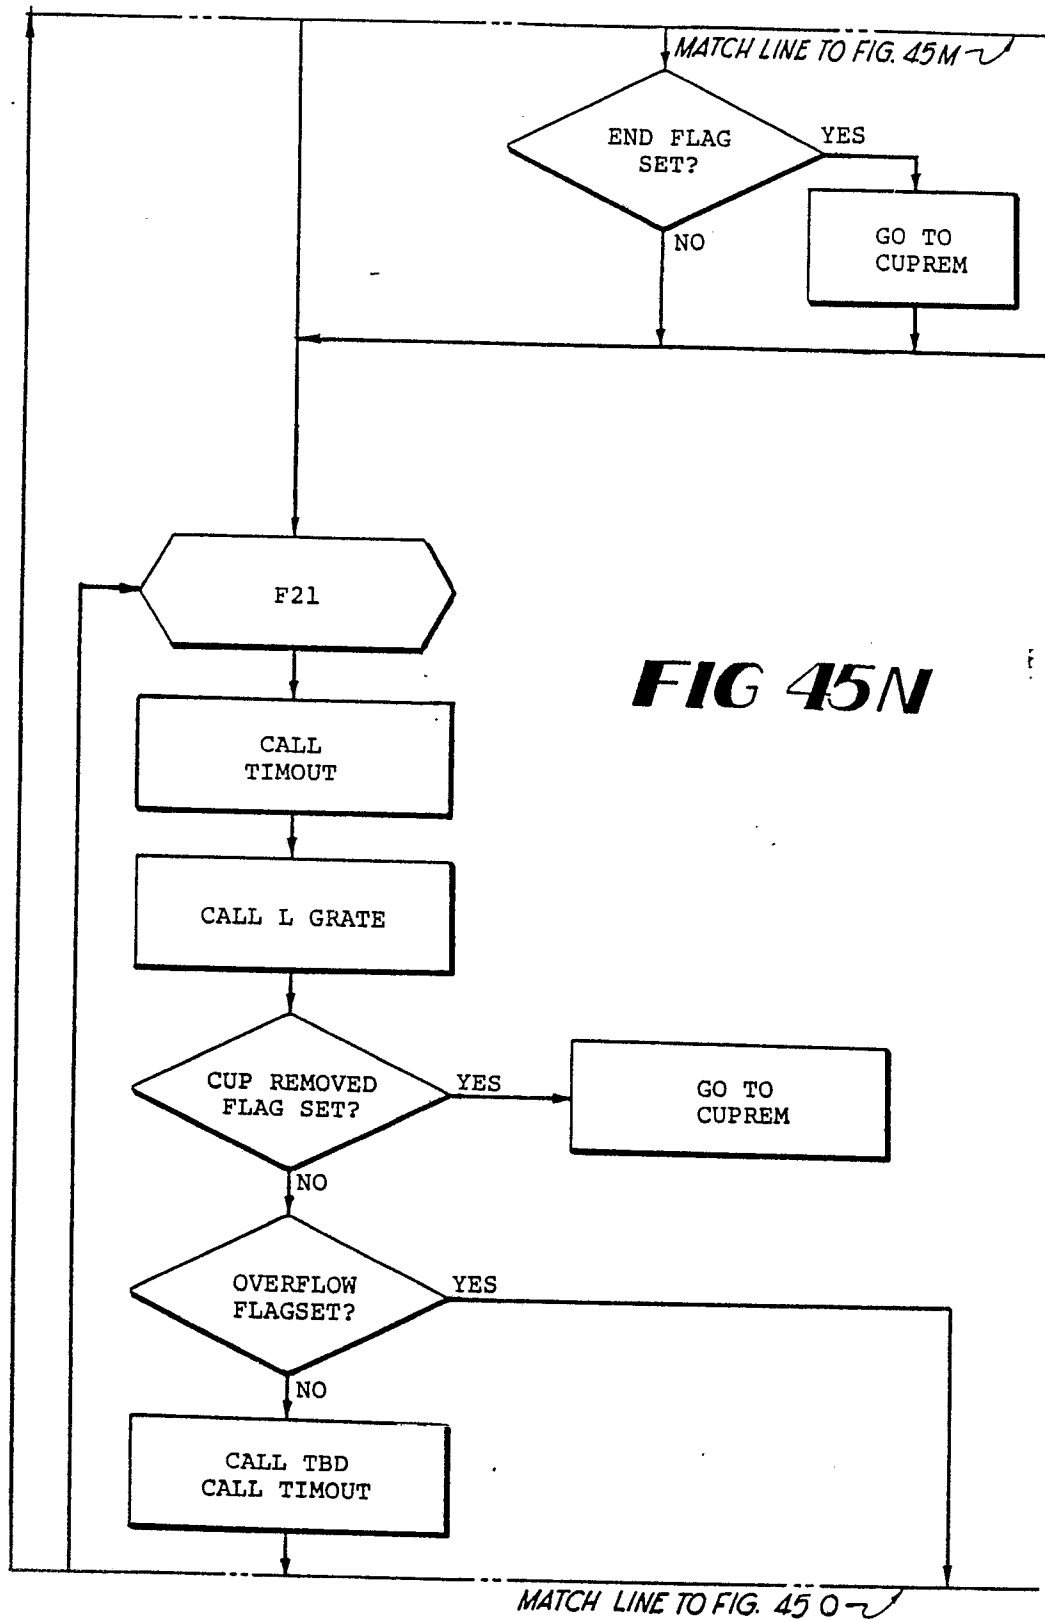 MATCH LINE TO FIG. 45M
END FLAG
SET?
YES
NO
GO TO
CUPREM
F21
FIG 45N
CALL
TIMOUT
CALL L GRATE
CUP REMOVED
FLAG SET?
YES
GO TO
CUPREM
NO
OVERFLOW
FLAGSET?
YES
NO
CALL TBD
CALL TIMOUT
MATCH LINE TO FIG. 45 O